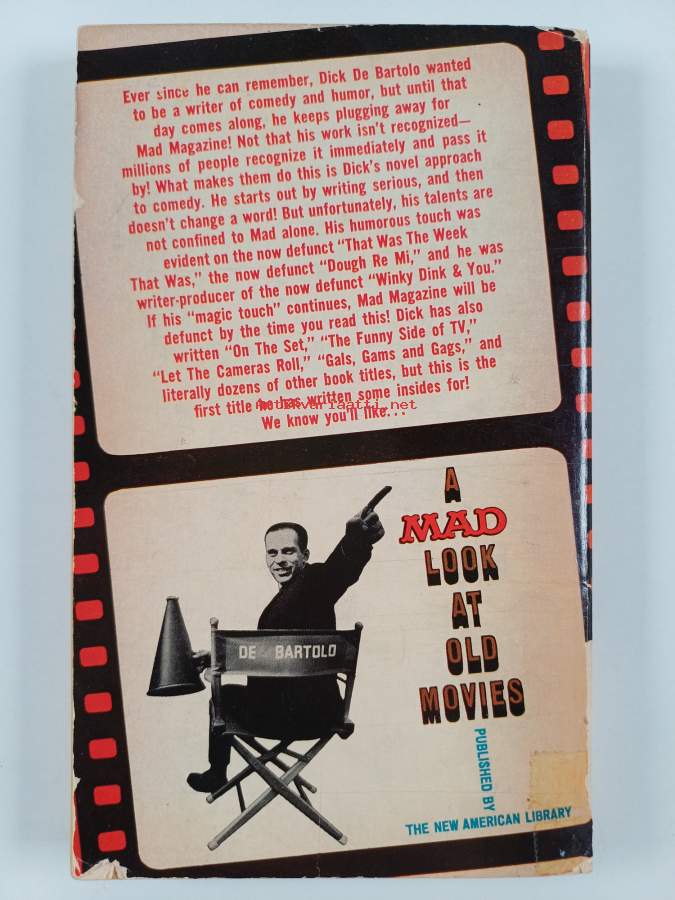 Ever since he can remember, Dick De Bartolo wanted
to be a writer of comedy and humor, but until that
day comes along, he keeps plugging away for
Mad Magazine! Not that his work isn't recognized—
millions of people recognize it immediately and pass it
by! What makes them do this is Dick's novel approach
to comedy. He starts out by writing serious, and then
doesn't change a word! But unfortunately, his talents are
not confined to Mad alone. His humorous touch was
evident on the now defunct "That Was The Week
That Was," the now defunct "Dough Re Mi," and he was
writer-producer of the now defunct "Winky Dink & You."
If his "magic touch" continues, Mad Magazine will be
defunct by the time you read this! Dick has also
written "On The Set," "The Funny Side of TV,"
"Let The Cameras Roll," "Gals, Gams and Gags," and
literally dozens of other book titles, but this is the
first title he has written some insides for!
We know you'll like...
A
MAD
LOOK
AT
OLD
MOVIES
DE BARTOLO
PUBLISHED BY
THE NEW AMERICAN LIBRARY